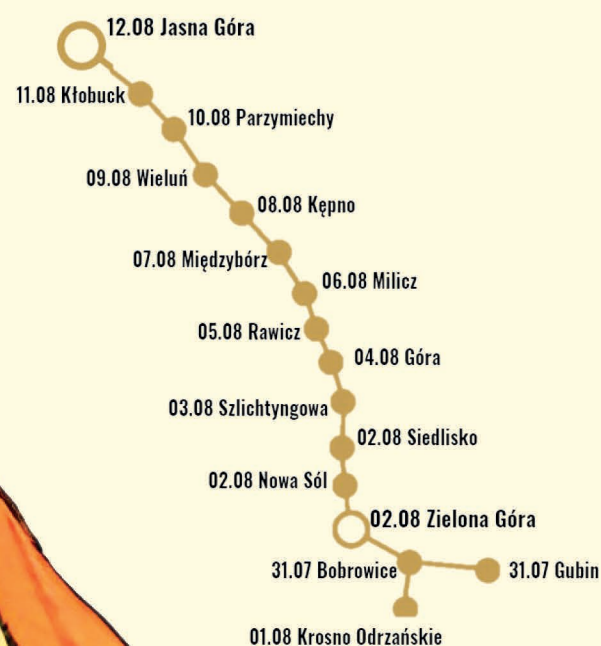 12.08 Jasna Góra
11.08 Kłobuck
10.08 Parzymiechy
09.08 Wieluń
08.08 Kępno
07.08 Międzybórz
06.08 Milicz
05.08 Rawicz
04.08 Góra
03.08 Szlichtyngowa
02.08 Siedlisko
02.08 Nowa Sól
02.08 Zielona Góra
31.07 Bobrowice
31.07 Gubin
01.08 Krosno Odrzańskie